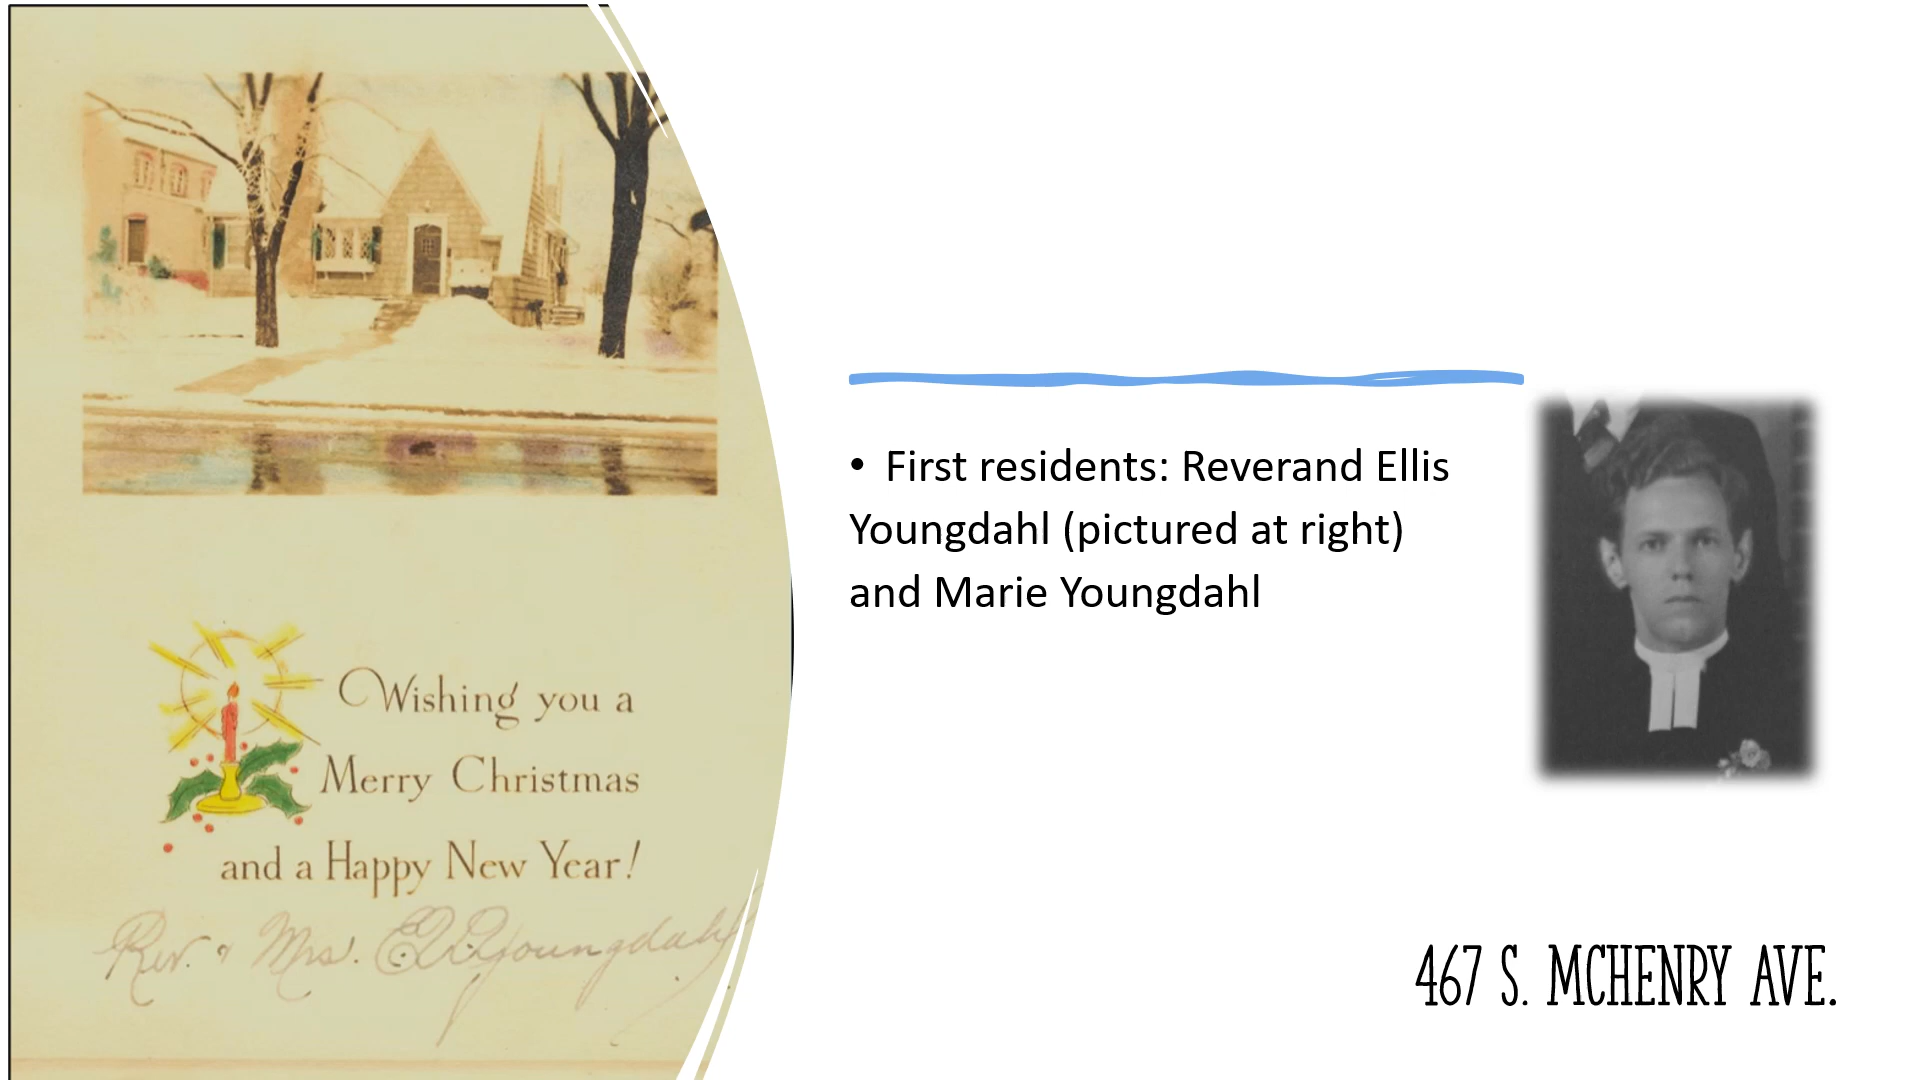 Wishing you a
Merry Christmas
and a Happy New Year!
Rev. & Mrs. E. Youngdahl
• First residents: Reverand Ellis
Youngdahl (pictured at right)
and Marie Youngdahl
467 S. MCHENRY AVE.